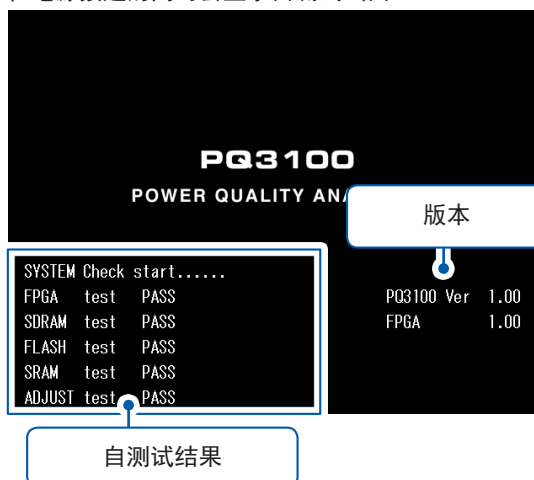 PQ3100
POWER QUALITY
版本
SYSTEM Check start......
FPGA test PASS
SDRAM test PASS
FLASH test PASS
SRAM test PASS
ADJUST test PASS
PQ3100 Ver 1.00
FPGA 1.00
自测试结果